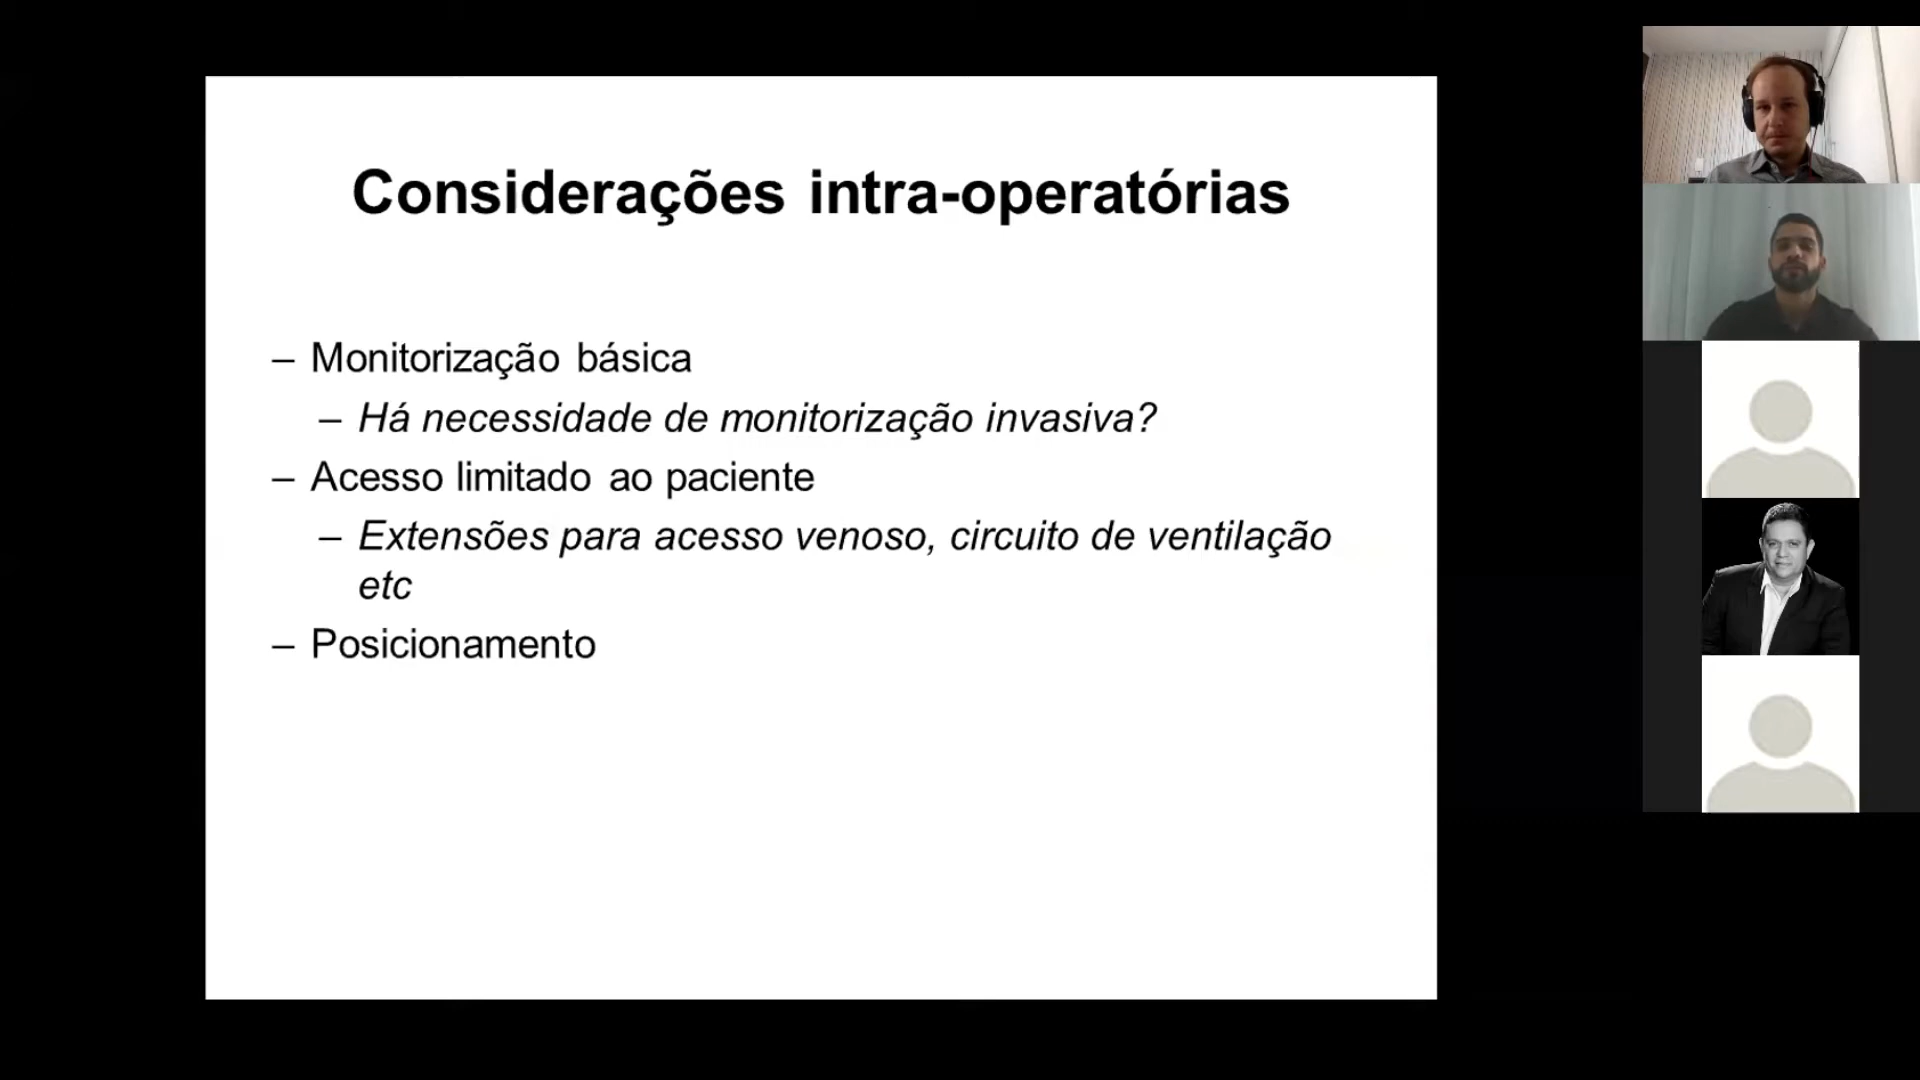 Considerações intra-operatórias
– Monitorização básica
– Há necessidade de monitorização invasiva?
– Acesso limitado ao paciente
– Extensões para acesso venoso, circuito de ventilação
etc
– Posicionamento